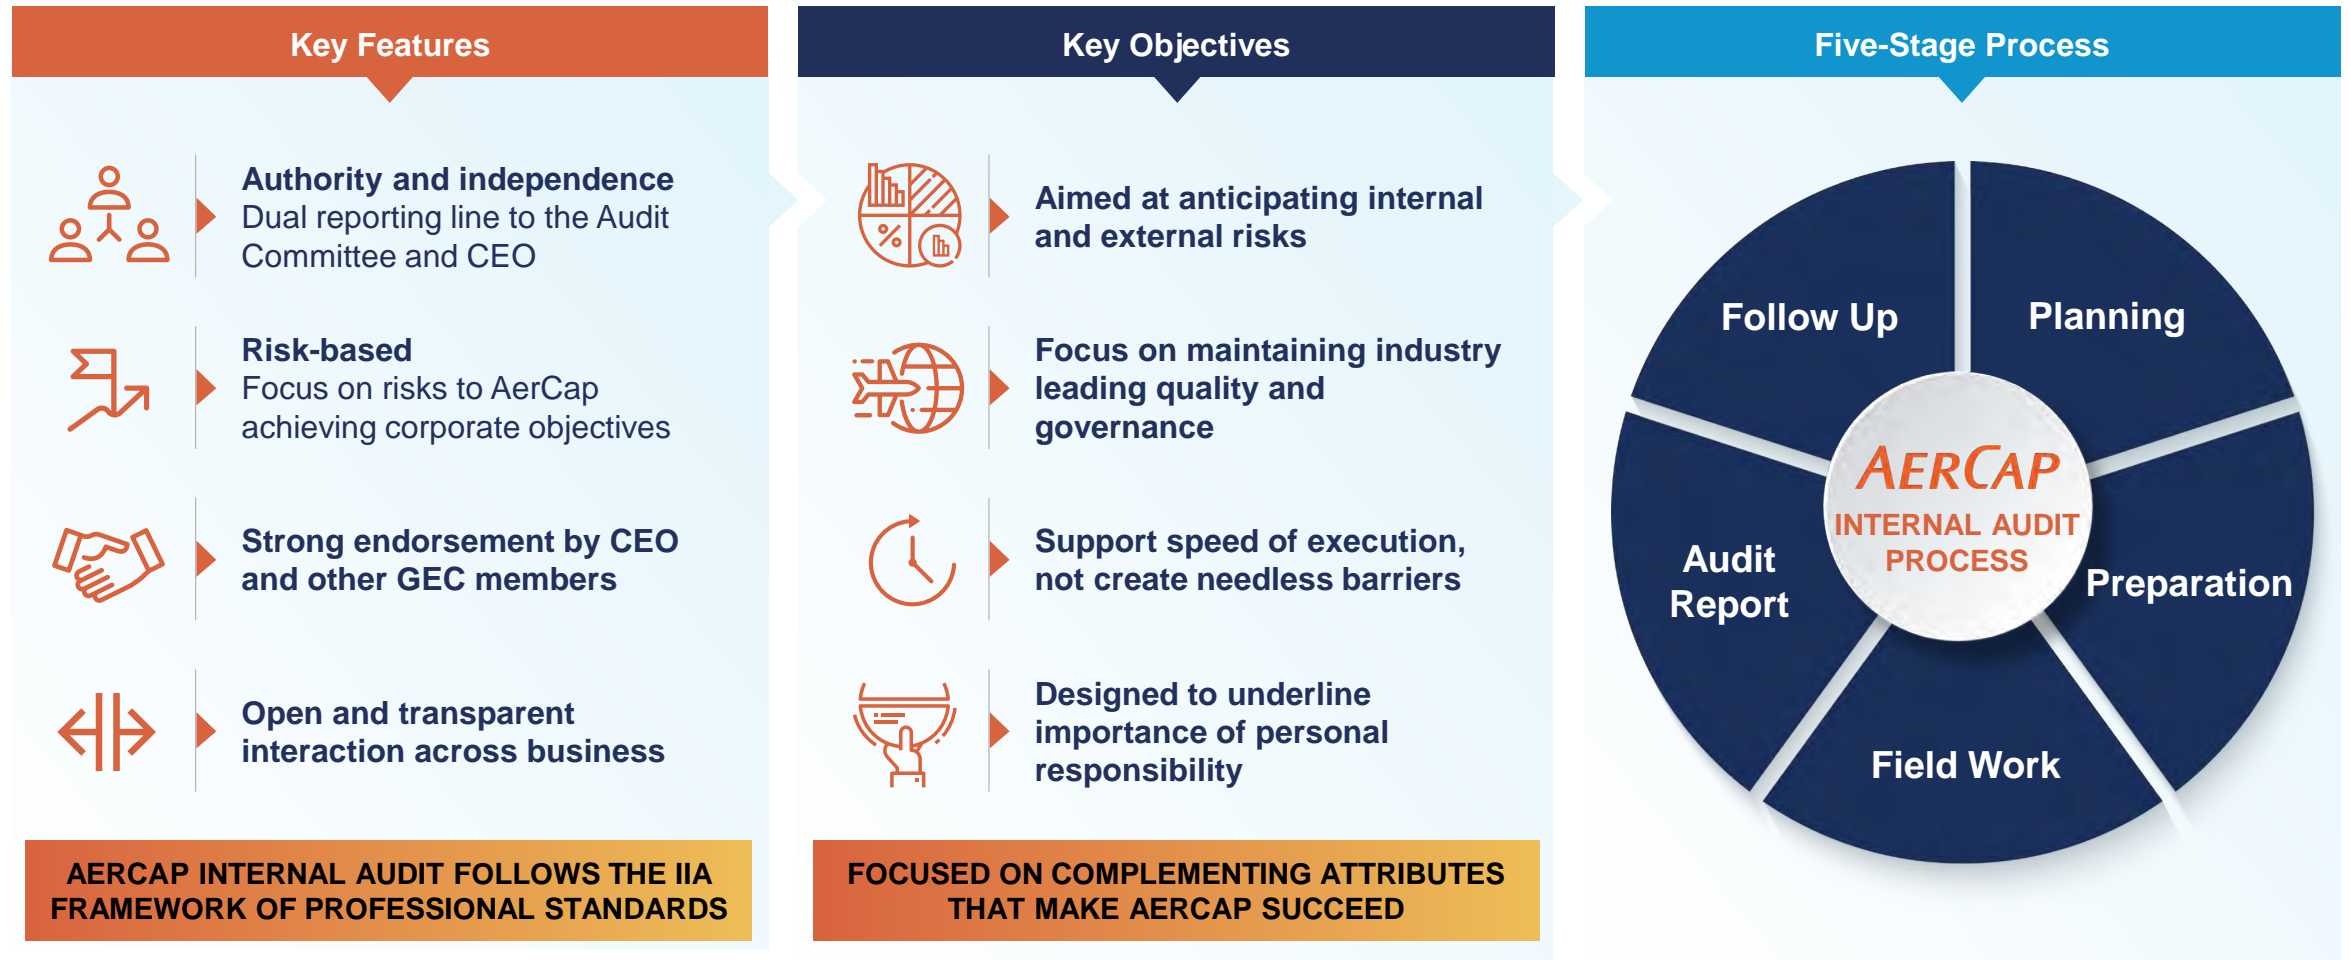 Key Features
Authority and independence
Dual reporting line to the Audit
Committee and CEO
Risk-based
Focus on risks to AerCap
achieving corporate objectives
Strong endorsement by CEO
and other GEC members
Open and transparent
interaction across business
AERCAP INTERNAL AUDIT FOLLOWS THE IIA
FRAMEWORK OF PROFESSIONAL STANDARDS
Key Objectives
%
Aimed at anticipating internal
and external risks
Focus on maintaining industry
leading quality and
governance
Support speed of execution,
not create needless barriers
Designed to underline
importance of personal
responsibility
FOCUSED ON COMPLEMENTING ATTRIBUTES
THAT MAKE AERCAP SUCCEED
Five-Stage Process
Planning
Preparation
Field Work
Audit
Report
Follow Up
AERCAP
INTERNAL AUDIT
PROCESS